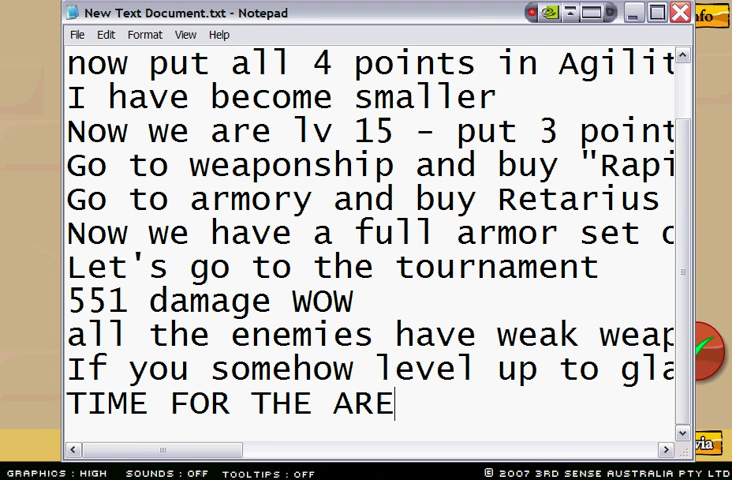 New Text Document.txt - Notepad
File Edit Format View Help
now put all 4 points in Agilit
I have become smaller
Now we are lv 15 - put 3 point
Go to weaponship and buy "Rapi
Go to armory and buy Retarius
Now we have a full armor set o
Let's go to the tournament
551 damage WOW
all the enemies have weak weap
If you somehow level up to gla
TIME FOR THE ARE
GRAPHICS : HIGH SOUNDS : OFF TOOLTIPS : OFF © 2007 3RD SENSE AUSTRALIA PTY LTD